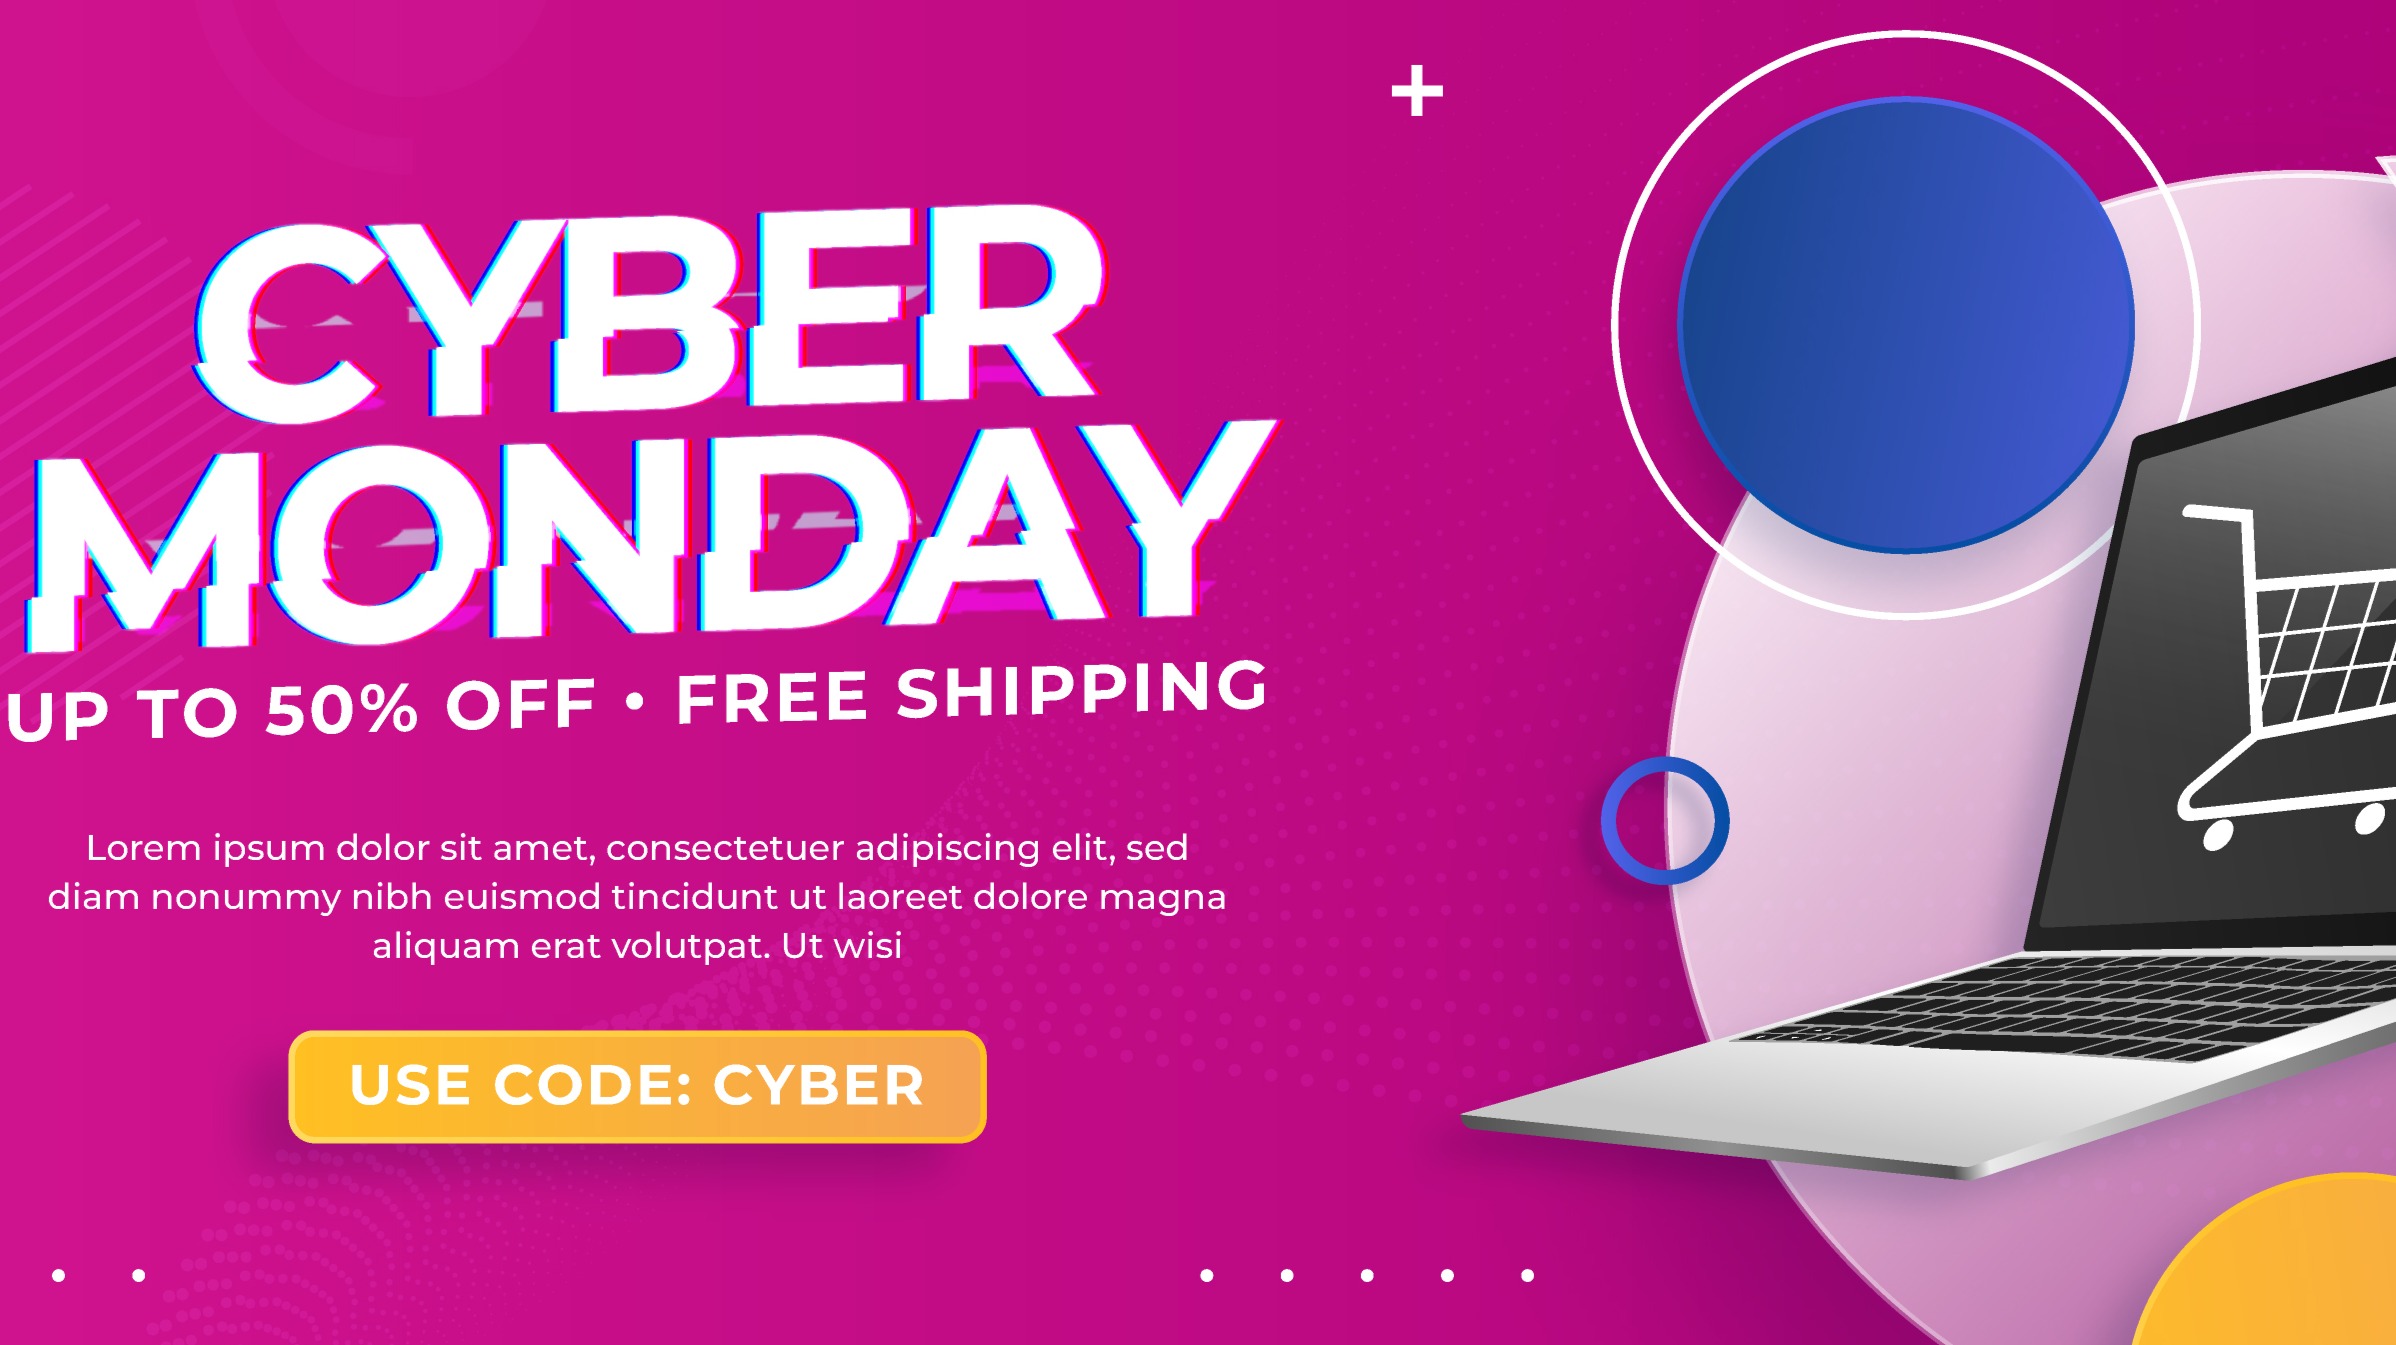 CYBER
MONDAY
UP TO 50% OFF • FREE SHIPPING
Lorem ipsum dolor sit amet, consectetuer adipiscing elit, sed
diam nonummy nibh euismod tincidunt ut laoreet dolore magna
aliquam erat volutpat. Ut wisi
USE CODE: CYBER